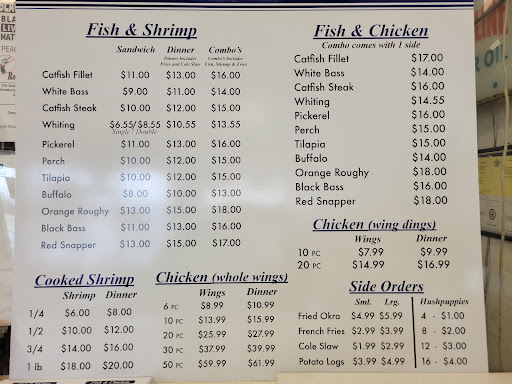 Fish & Shrimp
Sandwich Dinner Combo's
Dinner Includes Combo's Includes
Fries and Cole Slaw Fish, Shrimp & Fries
Catfish Fillet $11.00 $13.00 $16.00
White Bass $9.00 $11.00 $14.00
Catfish Steak $10.00 $12.00 $15.00
Whiting $6.55/$8.55 $10.55 $13.55
Single Double
Pickerel $11.00 $13.00 $16.00
Perch $10.00 $12.00 $15.00
Tilapia $10.00 $12.00 $15.00
Buffalo $8.00 $10.00 $13.00
Orange Roughy $13.00 $15.00 $18.00
Black Bass $11.00 $13.00 $16.00
Red Snapper $13.00 $15.00 $17.00
Fish & Chicken
Combo comes with 1 side
Catfish Fillet $17.00
White Bass $14.00
Catfish Steak $16.00
Whiting $14.55
Pickerel $16.00
Perch $15.00
Tilapia $15.00
Buffalo $14.00
Orange Roughy $18.00
Black Bass $16.00
Red Snapper $18.00
Chicken (wing dings)
Wings Dinner
10 PC $7.99 $9.99
20 PC $14.99 $16.99
Cooked Shrimp
Shrimp Dinner
1/4 $6.00 $8.00
1/2 $10.00 $12.00
3/4 $14.00 $16.00
1 lb $18.00 $20.00
Chicken (whole wings)
Wings Dinner
6 PC $8.99 $10.99
10 PC $13.99 $15.99
20 PC $25.99 $27.99
30 PC $37.99 $39.99
50 PC $59.99 $61.99
Side Orders
Sml. Lrg. Hushpuppies
Fried Okra $4.99 $5.99 4 - $1.00
French Fries $2.99 $3.99 8 - $2.00
Cole Slaw $1.99 $2.99 12 - $3.00
Potato Logs $3.99 $4.99 16 - $4.00